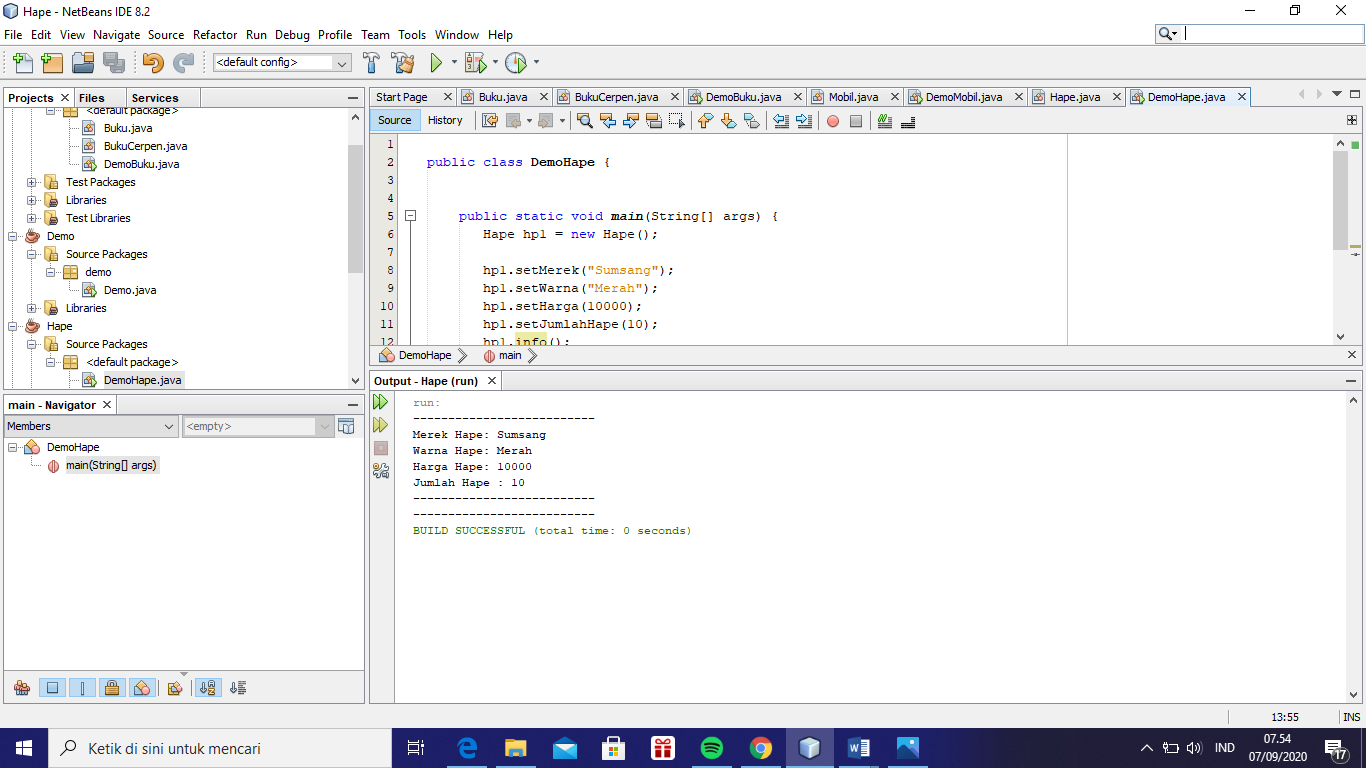 Hape - NetBeans IDE 8.2
File Edit View Navigate Source Refactor Run Debug Profile Team Tools Window Help
<default config>
Projects Files Services
<default package>
Buku.java
BukuCerpen.java
DemoBuku.java
Test Packages
Libraries
Test Libraries
Demo
Source Packages
demo
Demo.java
Libraries
Hape
Source Packages
<default package>
DemoHape.java
main - Navigator
Members <empty>
DemoHape
main(String[] args)
Start Page Buku.java BukuCerpen.java DemoBuku.java Mobil.java DemoMobil.java Hape.java DemoHape.java
Source History
1
2 public class DemoHape {
3
4
5 public static void main(String[] args) {
6 Hape hp1 = new Hape();
7
8 hp1.setMerek("Sumsang");
9 hp1.setWarna("Merah");
10 hp1.setHarga(10000);
11 hp1.setJumlahHape(10);
12 hp1.info();
DemoHape main
Output - Hape (run)
run:
--------------------------
Merek Hape: Sumsang
Warna Hape: Merah
Harga Hape: 10000
Jumlah Hape : 10
--------------------------
--------------------------
BUILD SUCCESSFUL (total time: 0 seconds)
13:55 INS
Ketik di sini untuk mencari
IND
07.54
07/09/2020
17